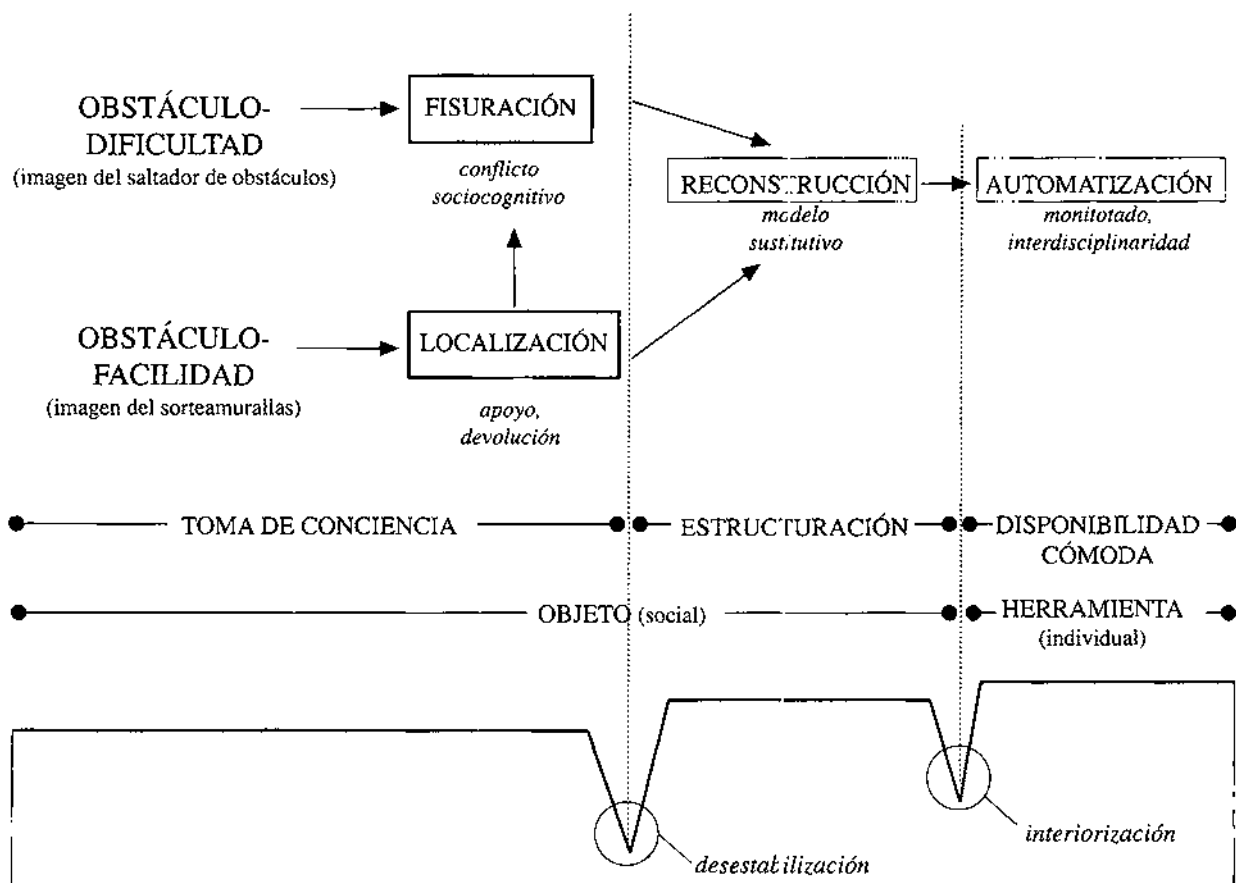 OBSTÁCULO-
DIFICULTAD
(imagen del saltador de obstáculos)
FISURACIÓN
conflicto
sociocognitivo
RECONSTRUCCIÓN
modelo
sustitutivo
AUTOMATIZACIÓN
monitotado,
interdisciplinaridad
OBSTÁCULO-
FACILIDAD
(imagen del sorteamurallas)
LOCALIZACIÓN
apoyo,
devolución
TOMA DE CONCIENCIA
ESTRUCTURACIÓN
DISPONIBILIDAD
CÓMODA
OBJETO (social)
HERRAMIENTA
(individual)
interiorización
desestabilización